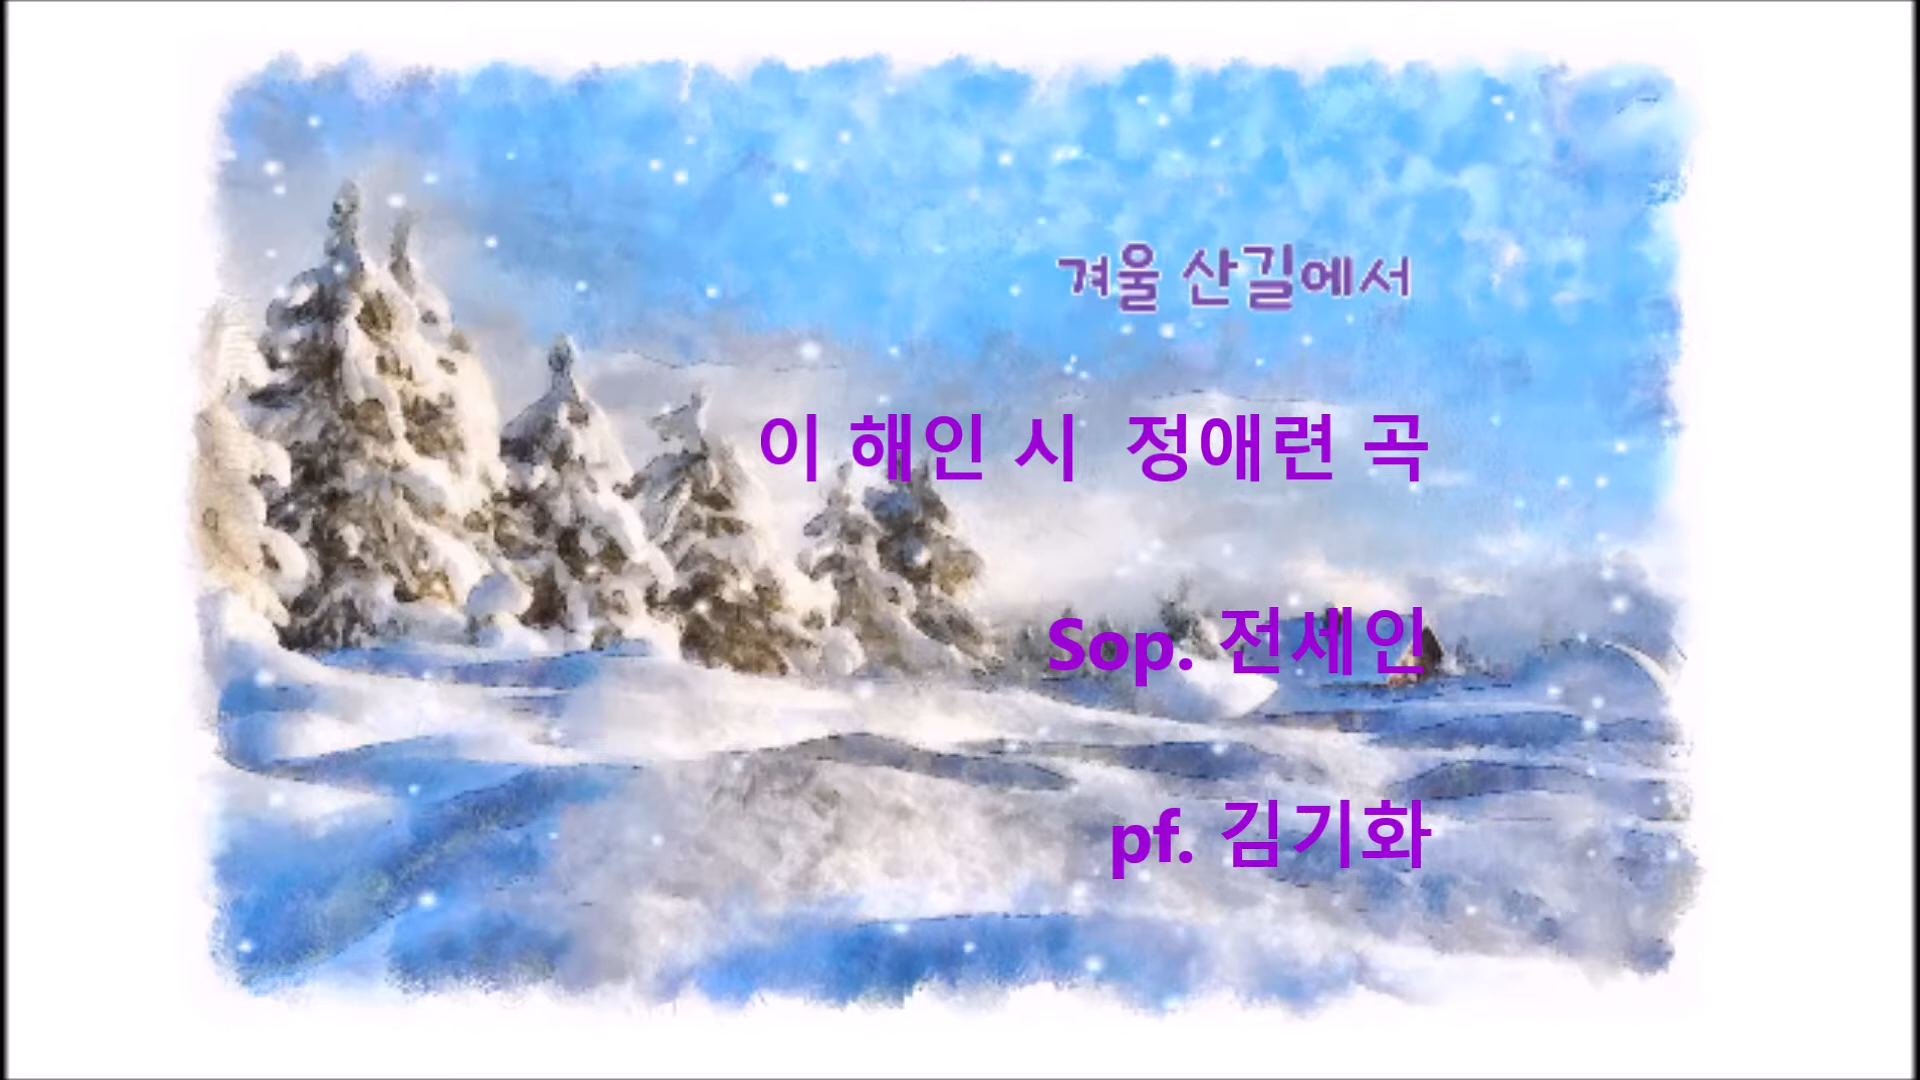 겨울 산길에서
이 해인 시  정애련 곡
Sop. 전세인
pf. 김기화